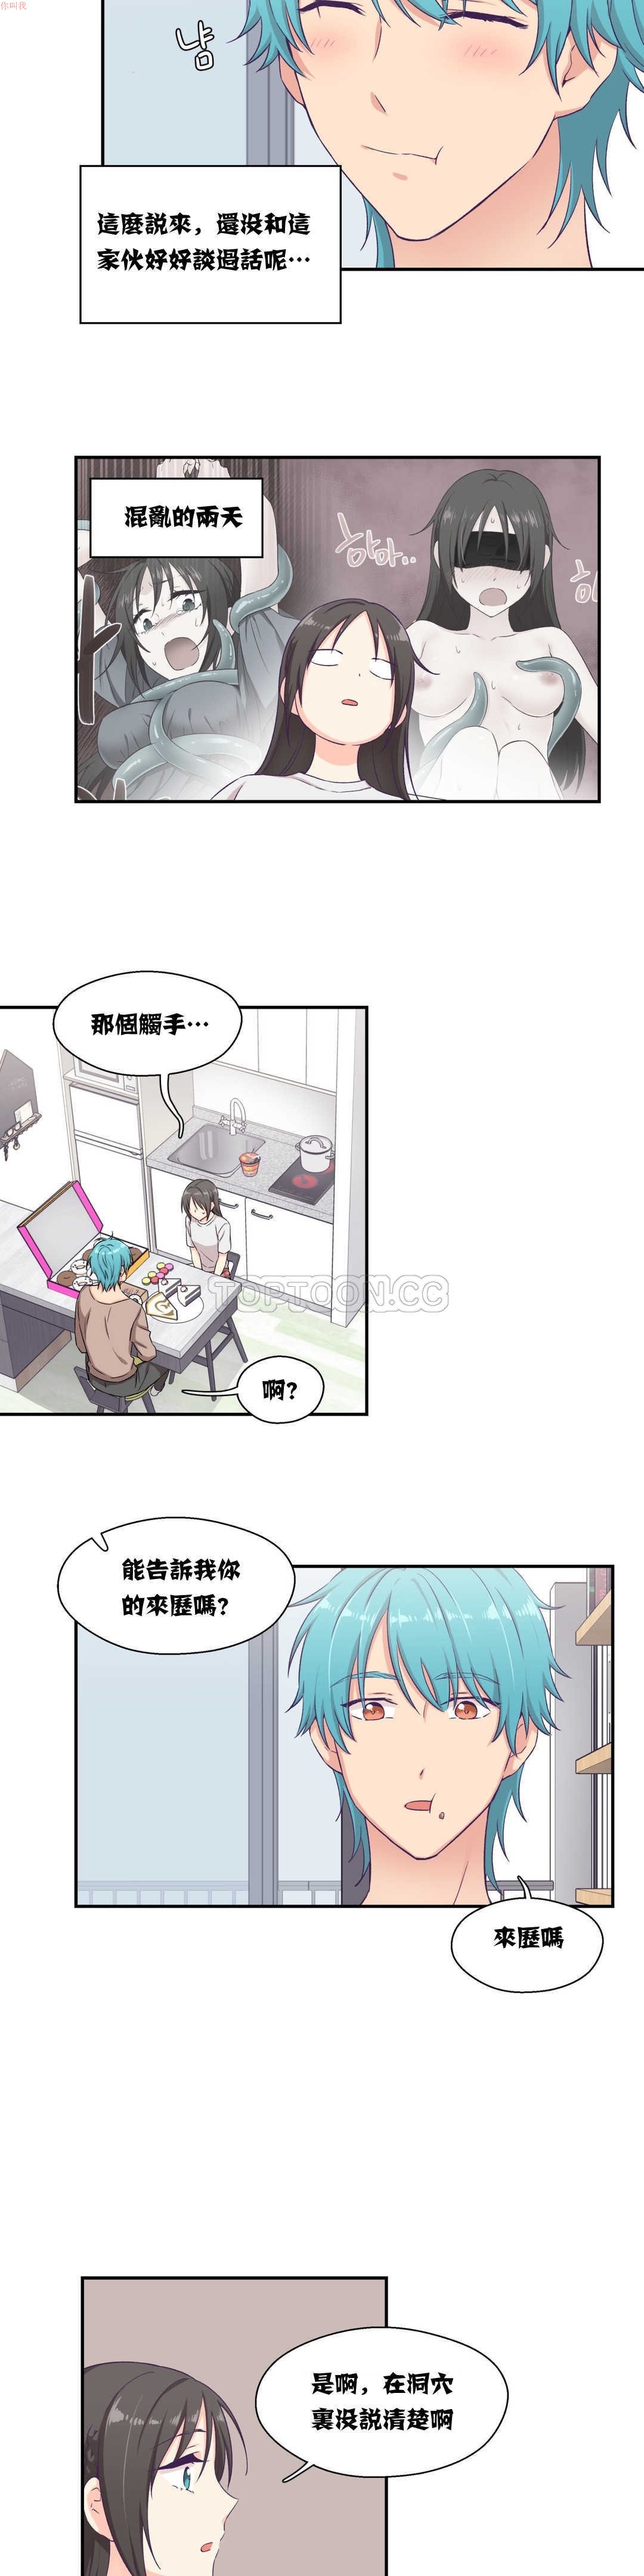 你叫我
냠
這麼説來，還没和這
家伙好好談過話呢…
混亂的兩天
하아..
하
那個觸手…
TOPTOON.CC
啊?
能告訴我你
的來歷嗎?
來歷嗎
是啊，在洞穴
裏没説清楚啊